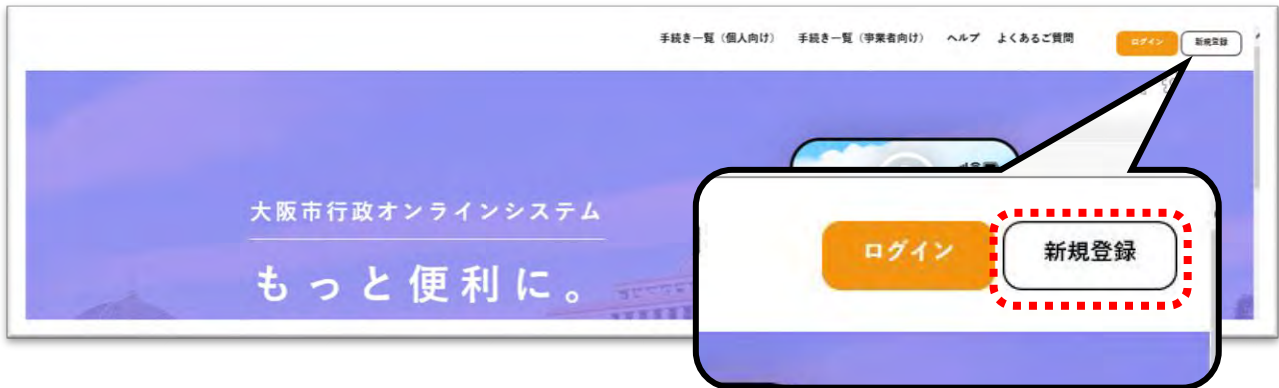 手続き一覧（個人向け） 手続き一覧（事業者向け） ヘルプ よくあるご質問 ログイン 新規登録
大阪市行政オンラインシステム
もっと便利に。
ログイン 新規登録